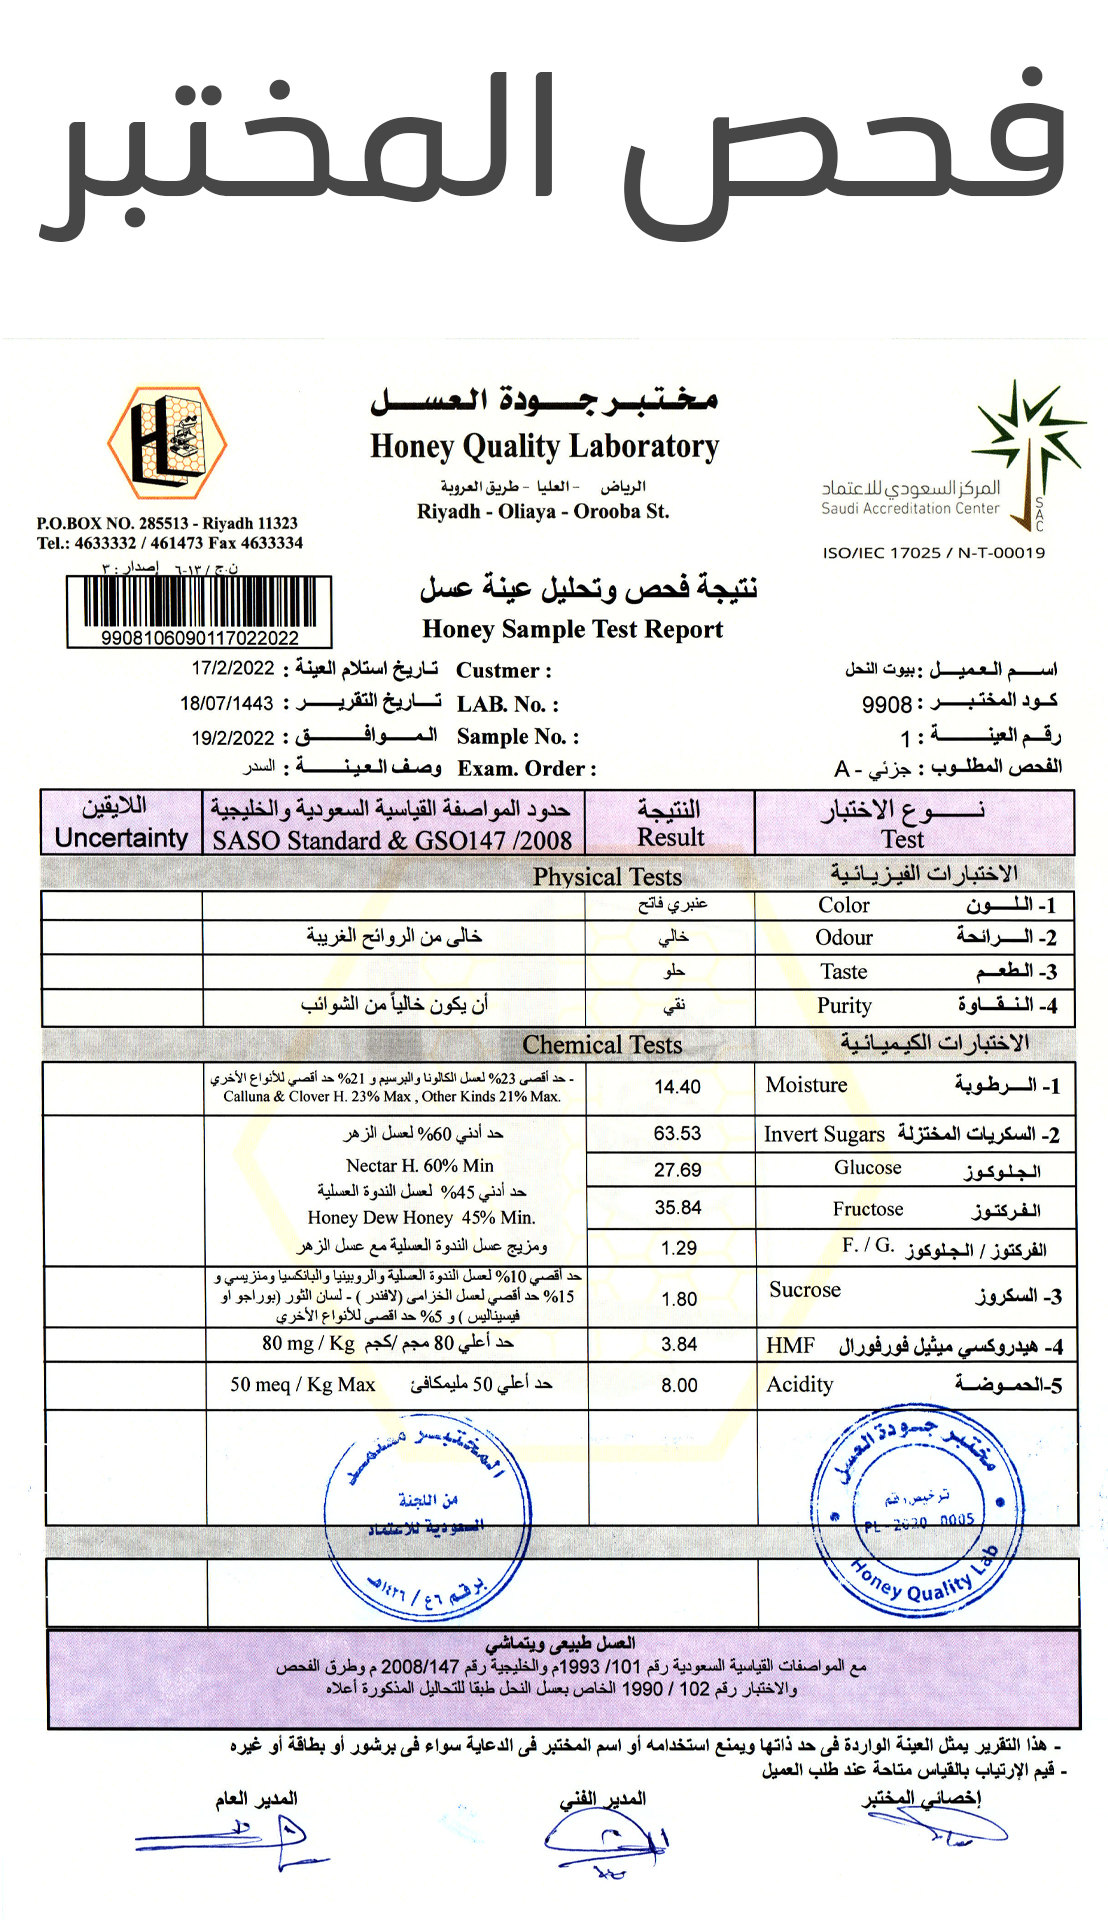 فحص المختبر
مختبر جودة العسل
Honey Quality Laboratory
الرياض - العليا - طريق العروبة
Riyadh - Oliaya - Orooba St.
المركز السعودي للاعتماد
Saudi Accreditation Center
SAC
ISO/IEC 17025 / N-T-00019
HL
P.O.BOX NO. 285513 - Riyadh 11323
Tel.: 4633332 / 461473 Fax 4633334
ن.ج / ١٣-٦ إصدار : ٣
9908106090117022022
نتيجة فحص وتحليل عينة عسل
Honey Sample Test Report
اسم العميل : بيوت النحل Custmer : تاريخ استلام العينة : 17/2/2022
كود المختبر : 9908 LAB. No. : تاريخ التقرير : 18/07/1443
رقم العينة : 1 Sample No. : الموافق : 19/2/2022
الفحص المطلوب : جزئي - A Exam. Order : وصف العينة : السدر
نوع الاختبار النتيجة حدود المواصفة القياسية السعودية والخليجية اللايقين
Test Result SASO Standard & GSO147 /2008 Uncertainty
الاختبارات الفيزيائية Physical Tests
1- اللون Color عنبري فاتح
2- الرائحة Odour خالي خالى من الروائح الغريبة
3- الطعم Taste حلو
4- النقاوة Purity نقي أن يكون خالياً من الشوائب
الاختبارات الكيميائية Chemical Tests
1- الرطوبة Moisture 14.40 - حد أقصى 23% لعسل الكالونا والبرسيم و 21% حد أقصي للأنواع الأخري
Calluna & Clover H. 23% Max , Other Kinds 21% Max.
2- السكريات المختزلة Invert Sugars 63.53 حد أدني 60% لعسل الزهر
الجلوكوز Glucose 27.69 Nectar H. 60% Min
حد أدني 45% لعسل الندوة العسلية
الفركتوز Fructose 35.84 Honey Dew Honey 45% Min.
الفركتوز / الجلوكوز F. / G. 1.29 ومزيج عسل الندوة العسلية مع عسل الزهر
حد أقصي 10% لعسل الندوة العسلية والروبينيا والبانكسيا ومنزيسي و
3- السكروز Sucrose 1.80 15% حد أقصي لعسل الخزامى (لافندر ) - لسان الثور (بوراجو او
فيسيناليس ) و 5% حد اقصى للأنواع الأخري
4- هيدروكسي ميثيل فورفورال HMF 3.84 حد أعلي 80 مجم /كجم 80 mg / Kg
5-الحموضة Acidity 8.00 حد أعلي 50 مليمكافئ 50 meq / Kg Max
مختبر جودة العسل
ترخيص رقم
PL - 2020 0005
Honey Quality Lab
المختبر معتمد
من اللجنة
السعودية للاعتماد
برقم ٦ع / ١٤٢٦هـ
العسل طبيعى ويتماشي
مع المواصفات القياسية السعودية رقم 101/ 1993م والخليجية رقم 2008/147 م وطرق الفحص
والاختبار رقم 102 / 1990 الخاص بعسل النحل طبقا للتحاليل المذكورة أعلاه
- هذا التقرير يمثل العينة الواردة فى حد ذاتها ويمنع استخدامه أو اسم المختبر فى الدعاية سواء فى برشور أو بطاقة أو غيره
- قيم الإرتياب بالقياس متاحة عند طلب العميل
إخصائي المختبر المدير الفني المدير العام